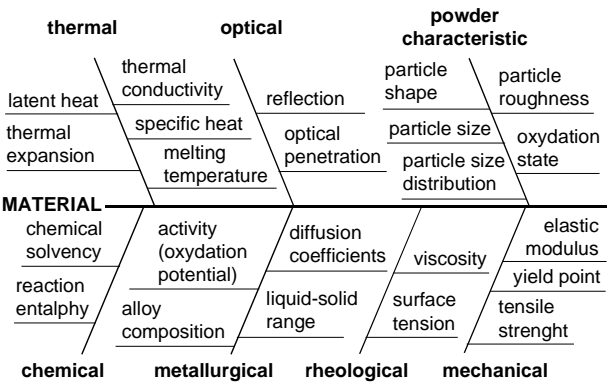 thermal
optical
powder
characteristic
thermal
conductivity
latent heat
specific heat
thermal
expansion
melting
temperature
reflection
optical
penetration
particle
shape
particle
roughness
particle size
oxydation
state
particle size
distribution
MATERIAL
chemical
solvency
reaction
entalphy
activity
(oxydation
potential)
alloy
composition
diffusion
coefficients
liquid-solid
range
viscosity
surface
tension
elastic
modulus
yield point
tensile
strenght
chemical
metallurgical
rheological
mechanical